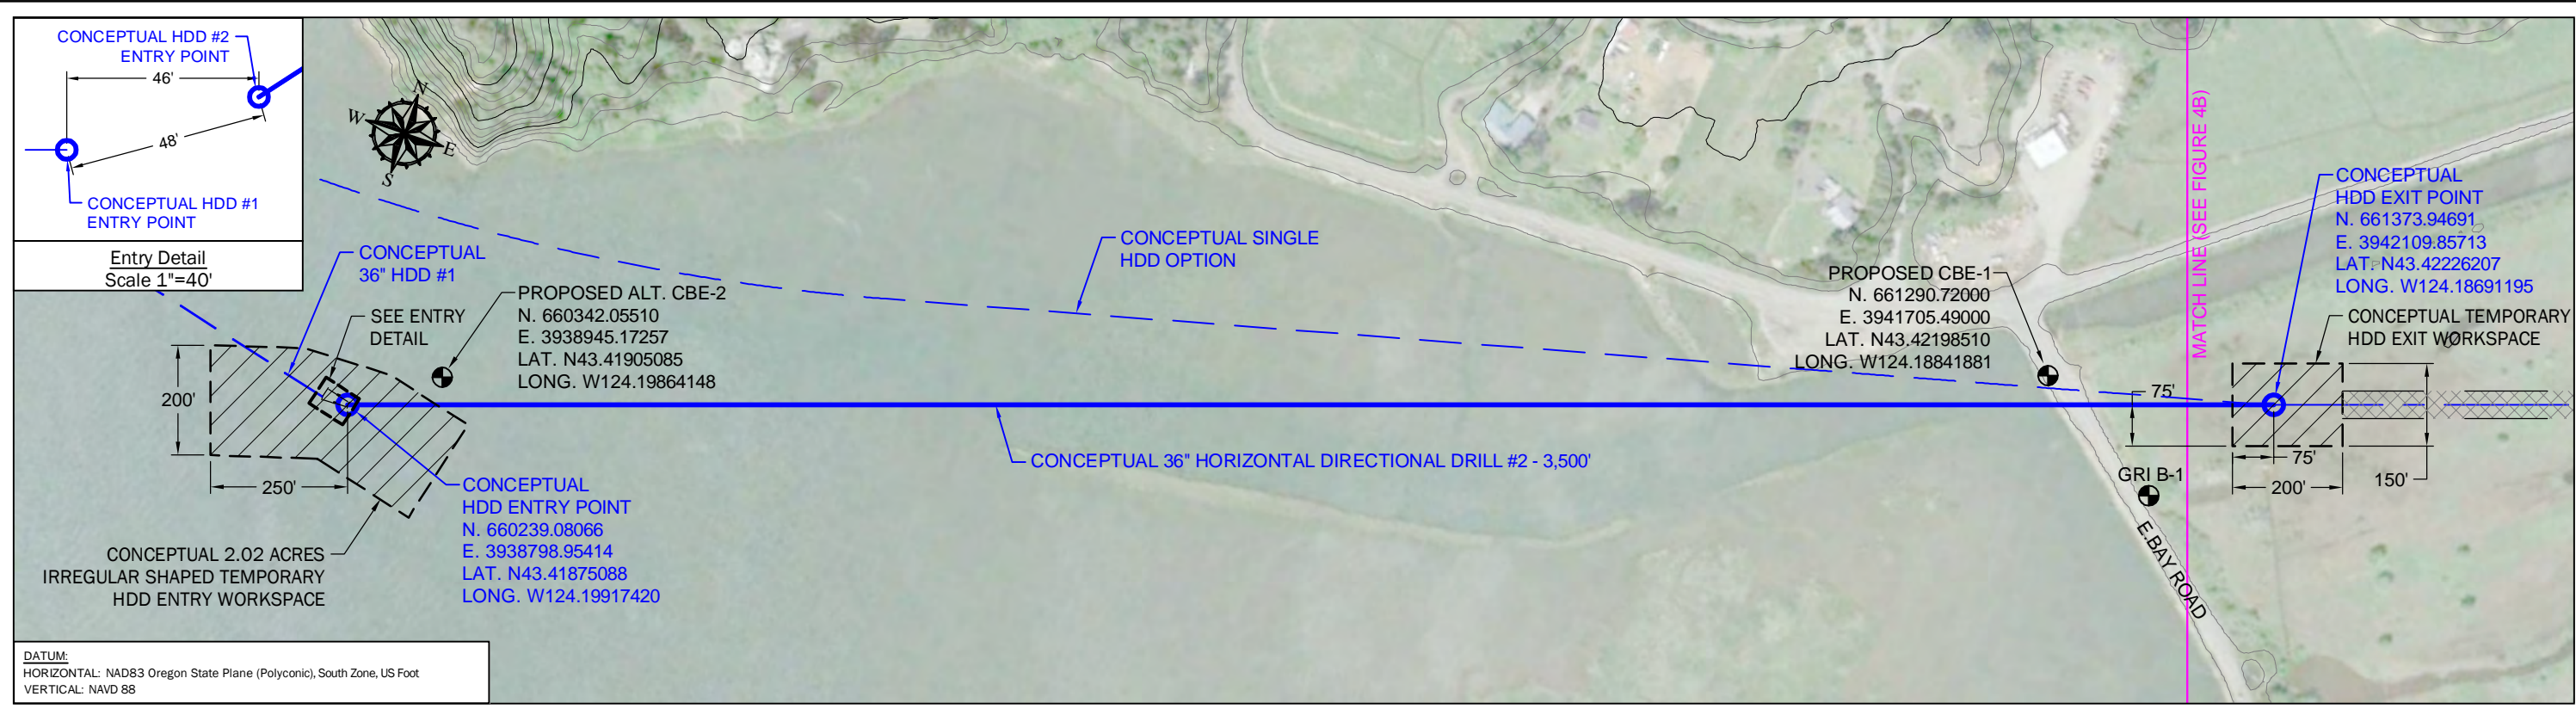 CONCEPTUAL HDD #2
ENTRY POINT
46'
48'
CONCEPTUAL HDD #1
ENTRY POINT
Entry Detail
Scale 1"=40'
N
W
E
S
CONCEPTUAL
36" HDD #1
SEE ENTRY
DETAIL
PROPOSED ALT. CBE-2
N. 660342.05510
E. 3938945.17257
LAT. N43.41905085
LONG. W124.19864148
200'
250'
CONCEPTUAL 2.02 ACRES
IRREGULAR SHAPED TEMPORARY
HDD ENTRY WORKSPACE
CONCEPTUAL
HDD ENTRY POINT
N. 660239.08066
E. 3938798.95414
LAT. N43.41875088
LONG. W124.19917420
CONCEPTUAL SINGLE
HDD OPTION
CONCEPTUAL 36" HORIZONTAL DIRECTIONAL DRILL #2 - 3,500'
PROPOSED CBE-1
N. 661290.72000
E. 3941705.49000
LAT. N43.42198510
LONG. W124.18841881
MATCH LINE (SEE FIGURE 4B)
CONCEPTUAL
HDD EXIT POINT
N. 661373.94691
E. 3942109.85713
LAT. N43.42226207
LONG. W124.18691195
CONCEPTUAL TEMPORARY
HDD EXIT WORKSPACE
75'
75'
200'
150'
GRI B-1
E.BAY ROAD
DATUM:
HORIZONTAL: NAD83 Oregon State Plane (Polyconic), South Zone, US Foot
VERTICAL: NAVD 88